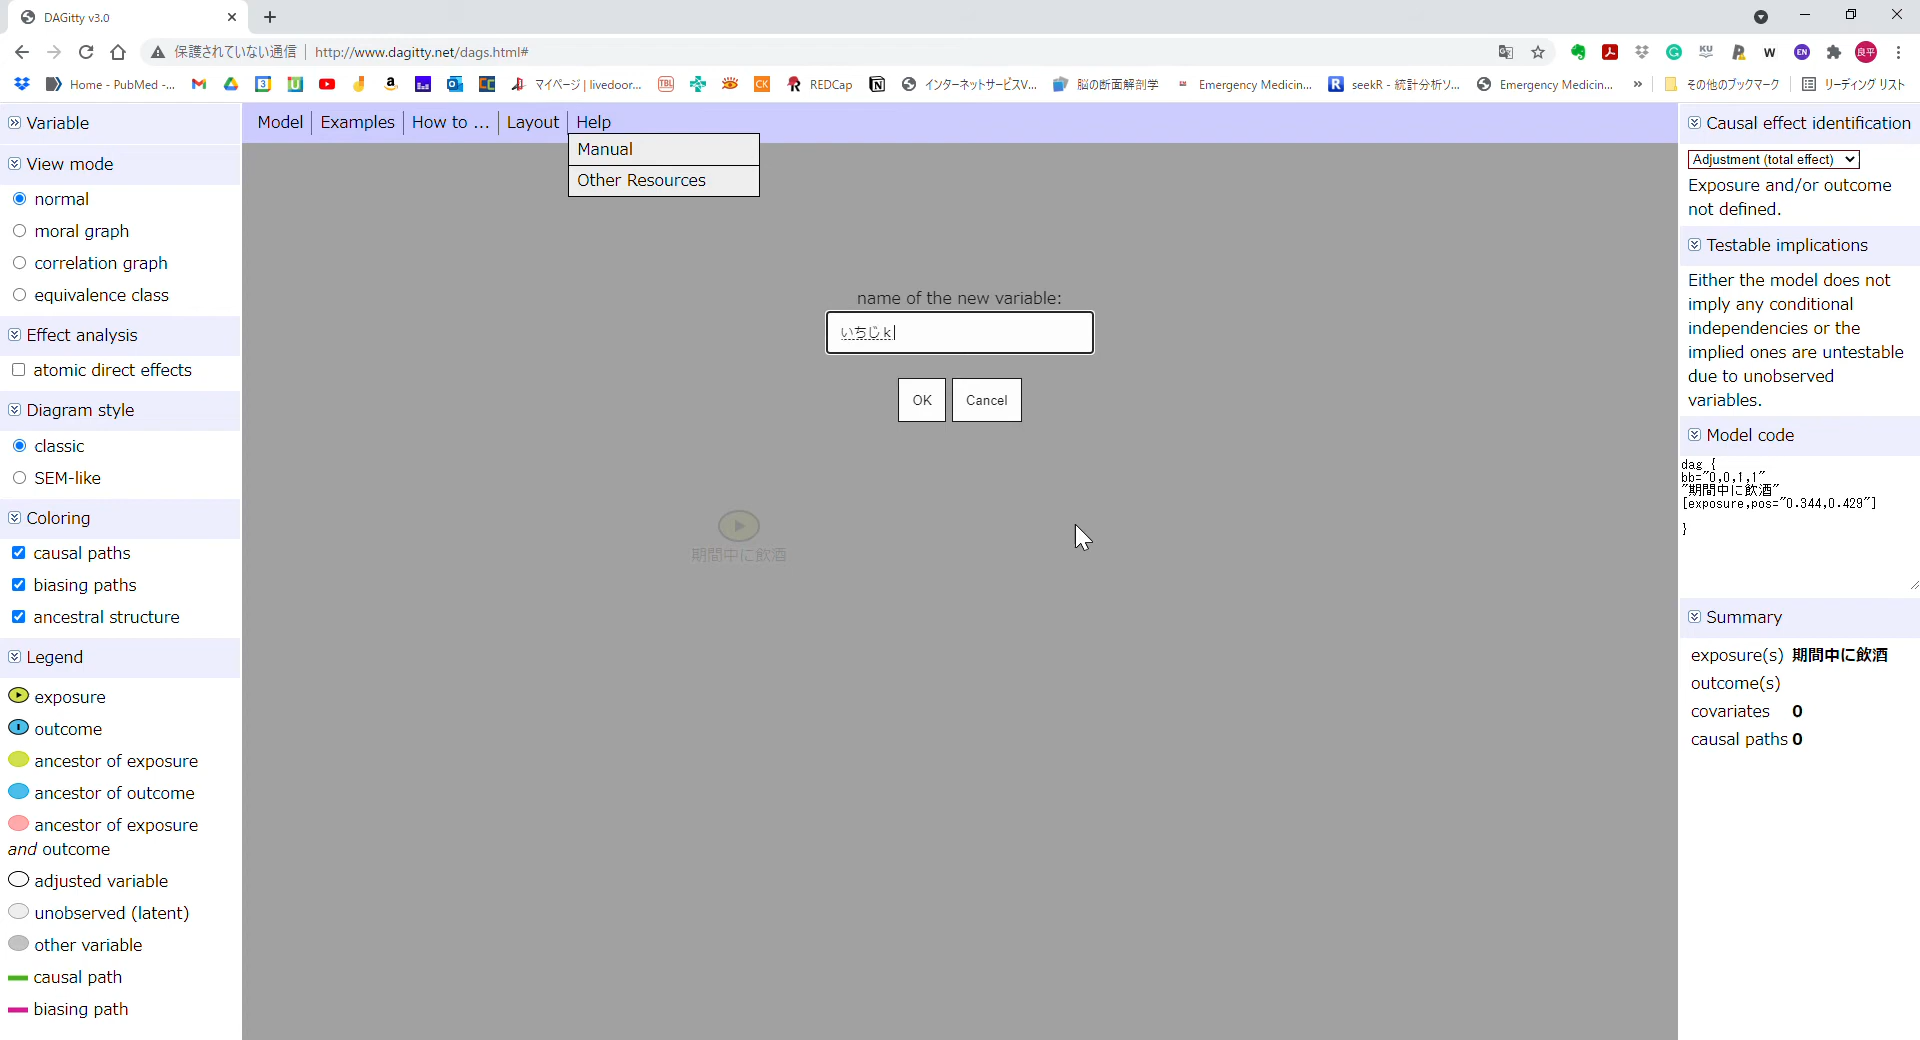 DAGitty v3.0
保護されていない通信
http://www.dagitty.net/dags.html#
Home - PubMed -...
マイページ | livedoor...
REDCap
インターネットサービスV...
脳の断面解剖学
Emergency Medicin...
seekR - 統計分析ソ...
Emergency Medicin...
»
その他のブックマーク
リーディング リスト
Variable
View mode
normal
moral graph
correlation graph
equivalence class
Effect analysis
atomic direct effects
Diagram style
classic
SEM-like
Coloring
causal paths
biasing paths
ancestral structure
Legend
exposure
outcome
ancestor of exposure
ancestor of outcome
ancestor of exposure
and outcome
adjusted variable
unobserved (latent)
other variable
causal path
biasing path
Model
Examples
How to ...
Layout
Help
Manual
Other Resources
name of the new variable:
いちじｋ
OK
Cancel
期間中に飲酒
Causal effect identification
Adjustment (total effect)
Exposure and/or outcome
not defined.
Testable implications
Either the model does not
imply any conditional
independencies or the
implied ones are untestable
due to unobserved
variables.
Model code
dag {
bb="0,0,1,1"
"期間中に飲酒"
[exposure,pos="0.344,0.429"]
}
Summary
exposure(s) 期間中に飲酒
outcome(s)
covariates 0
causal paths 0